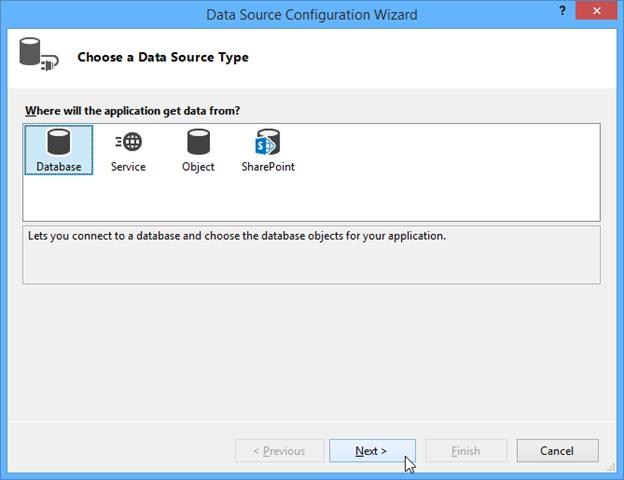 Data Source Configuration Wizard
?
Choose a Data Source Type
Where will the application get data from?
Database Service Object SharePoint
Lets you connect to a database and choose the database objects for your application.
< Previous Next > Finish Cancel